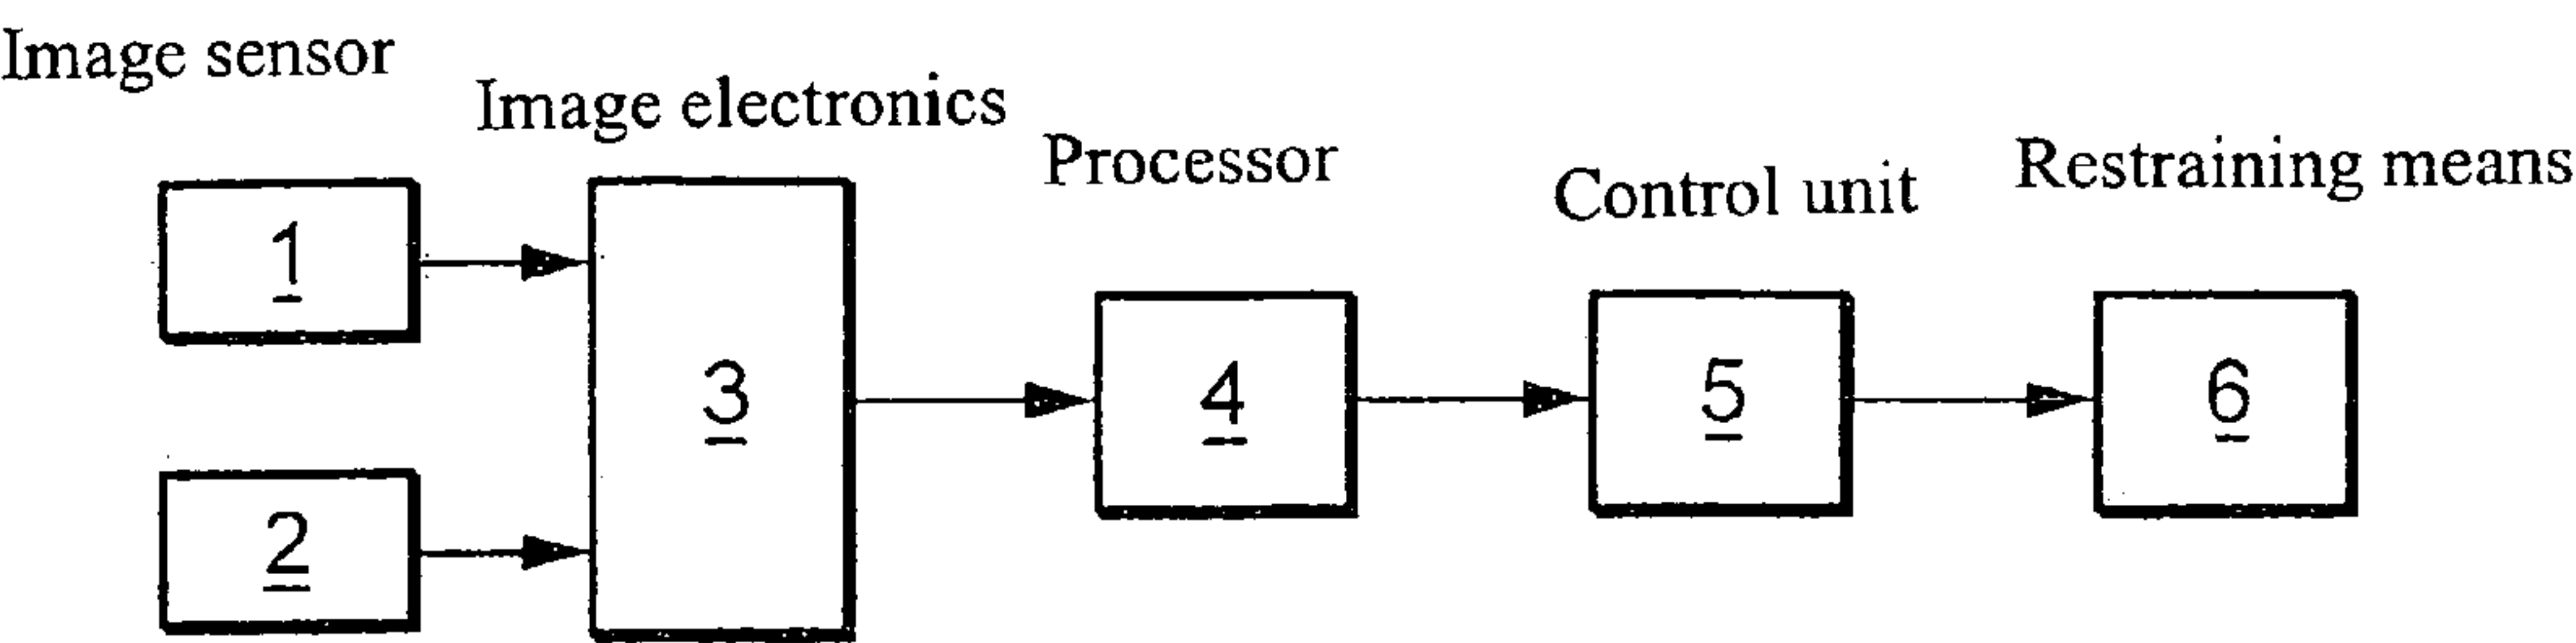 Image sensor
Image electronics
Processor
Control unit
Restraining means
1
2
3
4
5
6